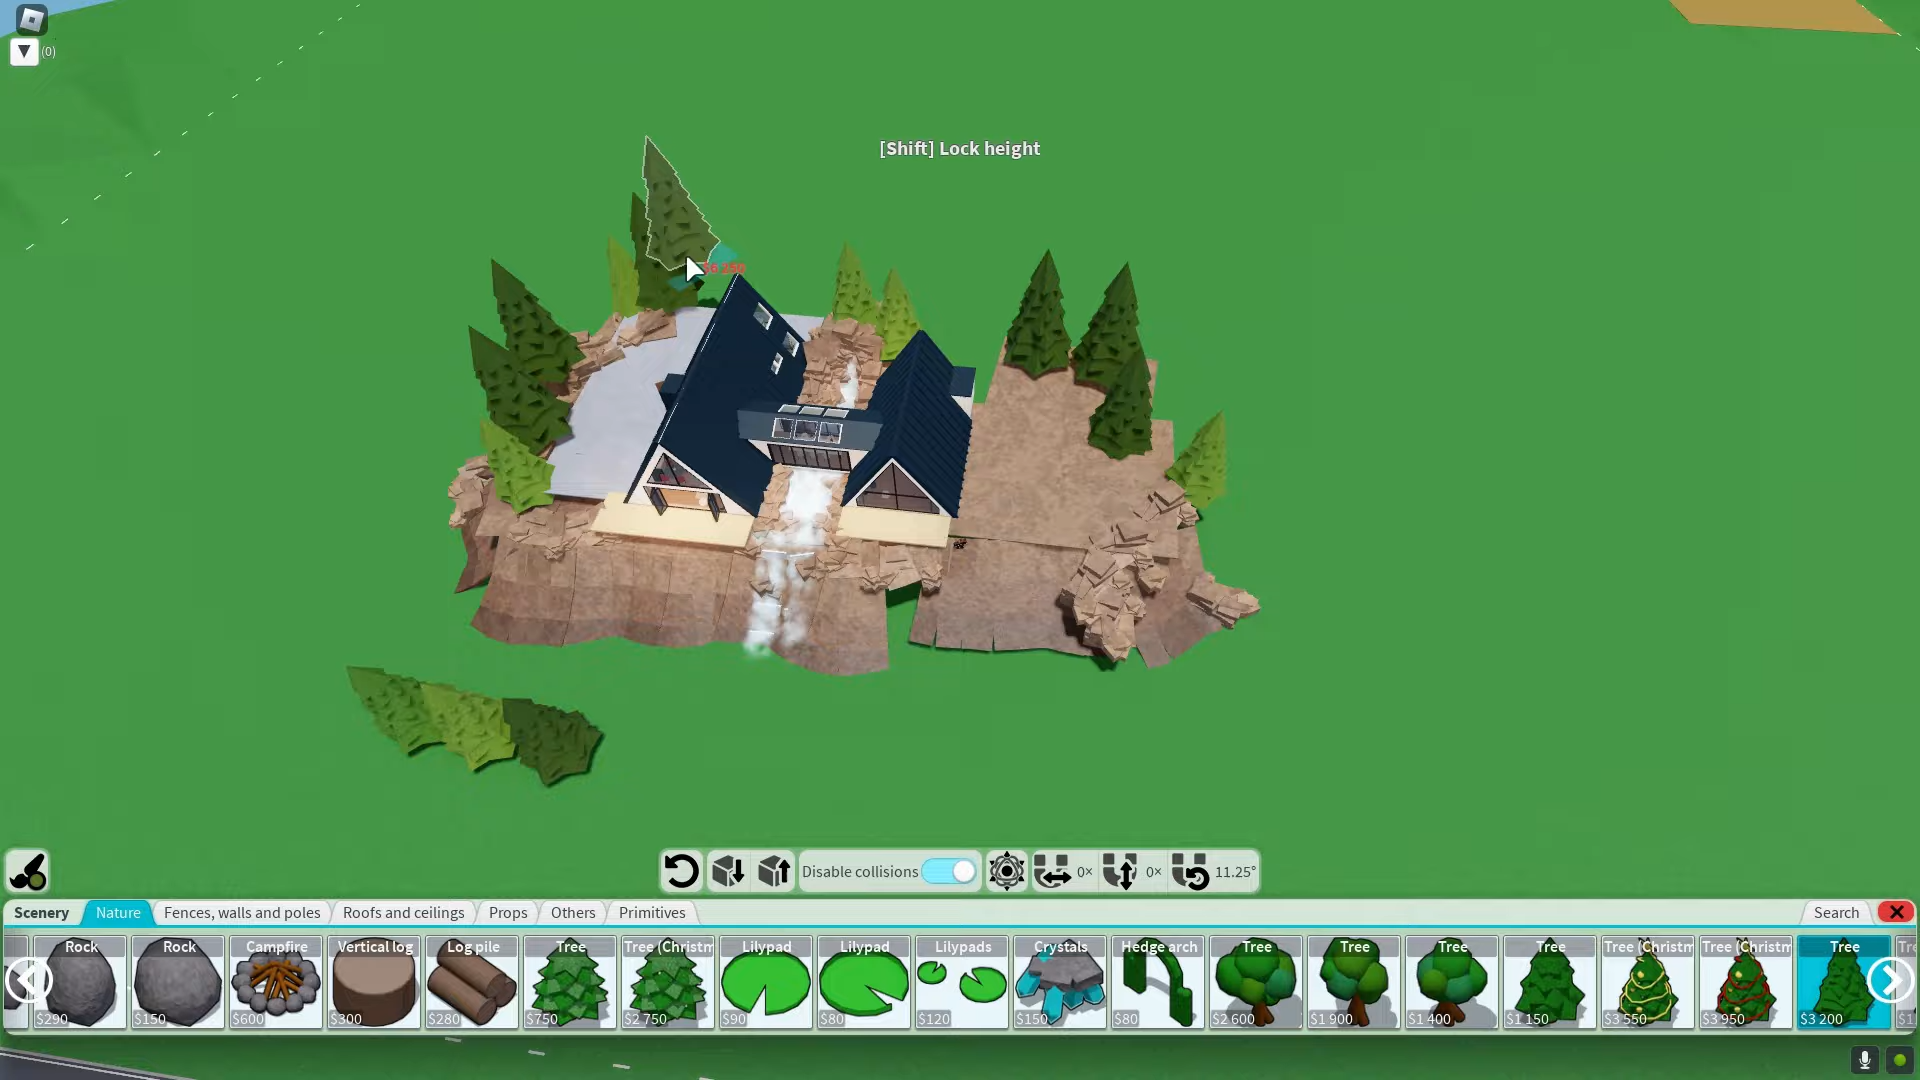 (0)
[Shift] Lock height
Disable collisions
0×
0×
11.25°
Scenery
Nature
Fences, walls and poles
Roofs and ceilings
Props
Others
Primitives
Search
Rock
Rock
Campfire
Vertical log
Log pile
Tree
Tree (Christm
Lilypad
Lilypad
Lilypads
Crystals
Hedge arch
Tree
Tree
Tree
Tree
Tree (Christm
Tree (Christm
Tree
$290
$150
$600
$300
$280
$750
$2 750
$90
$80
$120
$150
$80
$2 600
$1 900
$1 400
$1 150
$3 550
$3 950
$3 200